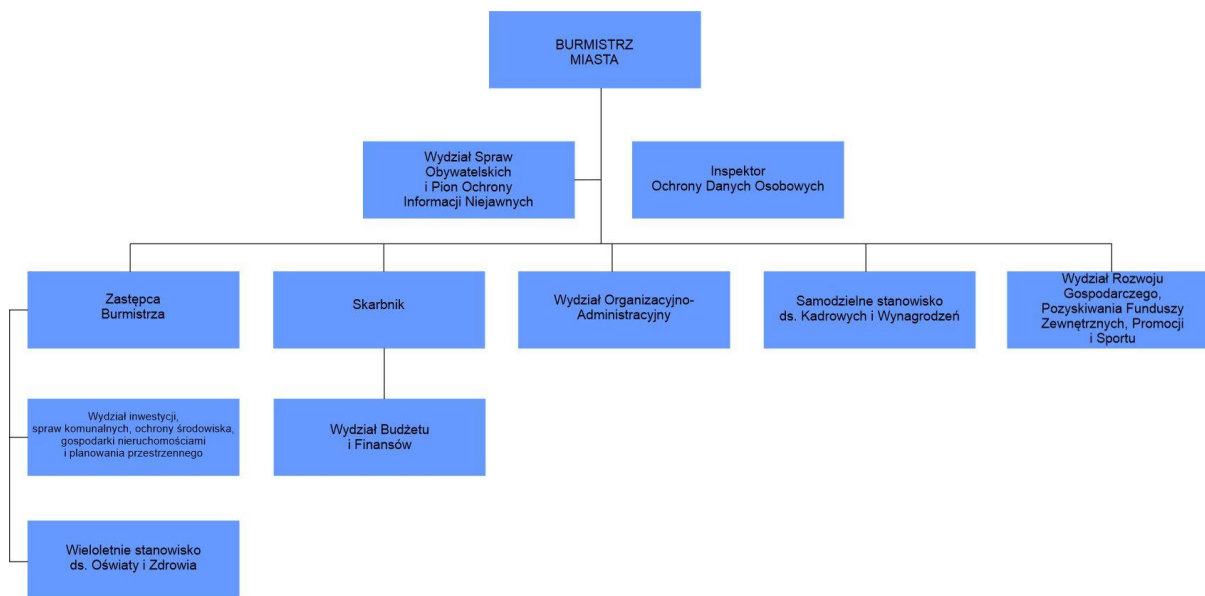 BURMISTRZ
MIASTA
Wydział Spraw
Obywatelskich
i Pion Ochrony
Informacji Niejawnych
Inspektor
Ochrony Danych Osobowych
Zastępca
Burmistrza
Skarbnik
Wydział Organizacyjno-
Administracyjny
Samodzielne stanowisko
ds. Kadrowych i Wynagrodzeń
Wydział Rozwoju
Gospodarczego,
Pozyskiwania Funduszy
Zewnętrznych, Promocji
i Sportu
Wydział inwestycji,
spraw komunalnych, ochrony środowiska,
gospodarki nieruchomościami
i planowania przestrzennego
Wydział Budżetu
i Finansów
Wieloletnie stanowisko
ds. Oświaty i Zdrowia